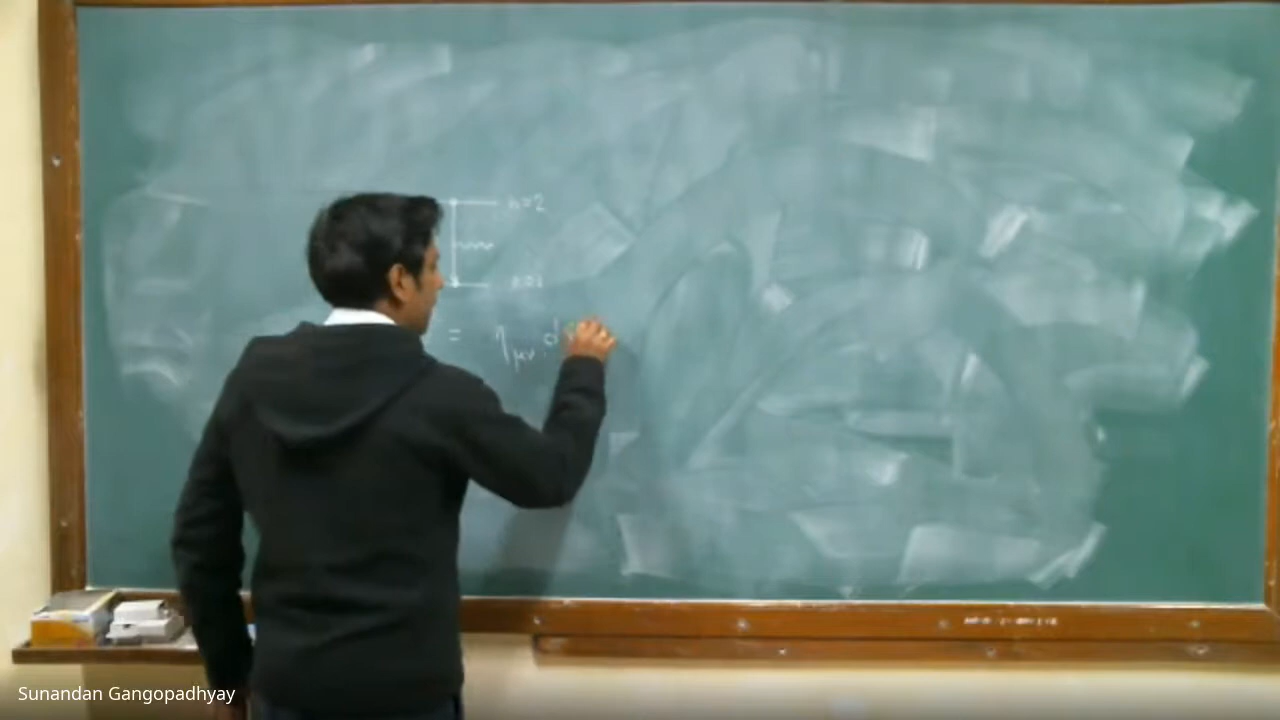 n=2
n=1
= η_μν d
Sunandan Gangopadhyay